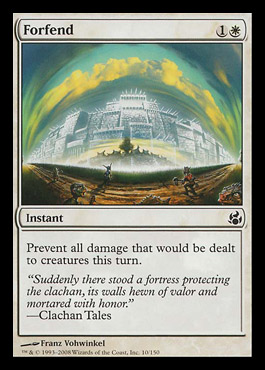 Forfend 1
Instant
Prevent all damage that would be dealt
to creatures this turn.
“Suddenly there stood a fortress protecting
the clachan, its walls hewn of valor and
mortared with honor.”
—Clachan Tales
Franz Vohwinkel
™ & © 1993–2008 Wizards of the Coast, Inc. 10/150